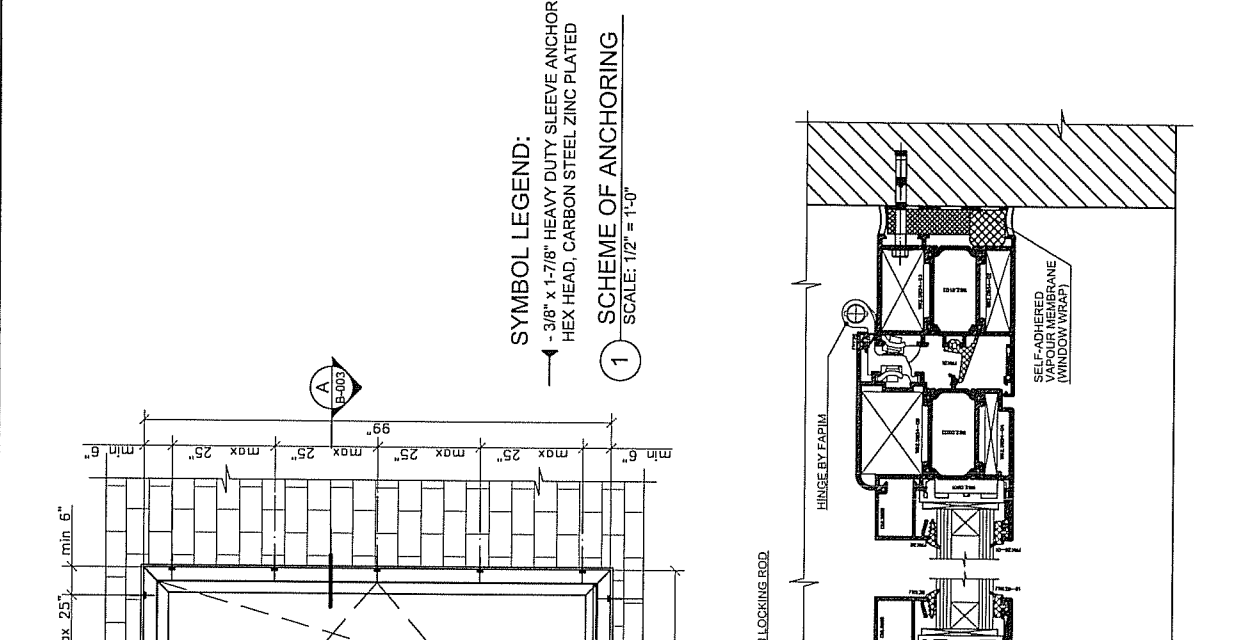 SYMBOL LEGEND:
- 3/8" x 1-7/8" HEAVY DUTY SLEEVE ANCHOR
HEX HEAD, CARBON STEEL ZINC PLATED
1
SCHEME OF ANCHORING
SCALE: 1/2" = 1'-0"
A
B-003
99"
min 6"
max 25"
max 25"
max 25"
max 25"
min 6"
min 6"
ax 25"
HINGE BY FAPIM
SELF-ADHERED
VAPOUR MEMBRANE
(WINDOW WRAP)
LOCKING ROD